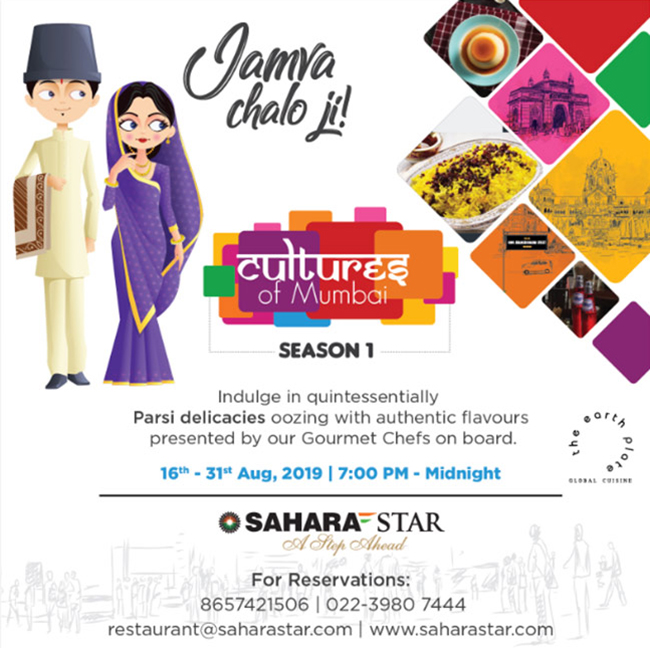 Jamva
chalo ji!
cultures
of Mumbai
SEASON 1
Indulge in quintessentially
Parsi delicacies oozing with authentic flavours
presented by our Gourmet Chefs on board.
16th - 31st Aug, 2019 | 7:00 PM - Midnight
the earth plate
GLOBAL CUISINE
SAHARA STAR
A Step Ahead
For Reservations:
8657421506 | 022-3980 7444
restaurant@saharastar.com | www.saharastar.com